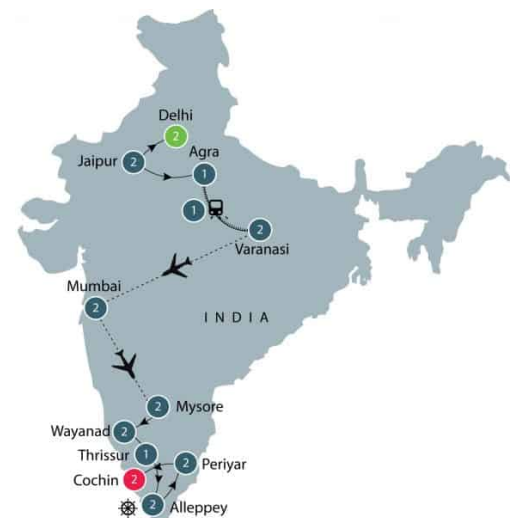 Delhi
2
Agra
Jaipur
2
1
1
2
Varanasi
Mumbai
2
INDIA
2
Mysore
Wayanad
2
Thrissur
1
2
Periyar
Cochin
2
2
Alleppey